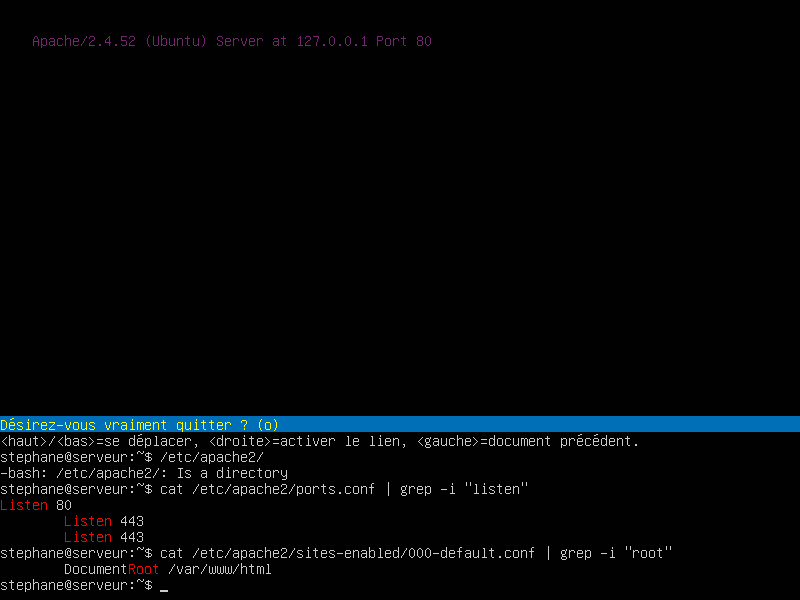 Apache/2.4.52 (Ubuntu) Server at 127.0.0.1 Port 80
Désirez-vous vraiment quitter ? (o)
<haut>/<bas>=se déplacer, <droite>=activer le lien, <gauche>=document précédent.
stephane@serveur:~$ /etc/apache2/
-bash: /etc/apache2/: Is a directory
stephane@serveur:~$ cat /etc/apache2/ports.conf | grep -i "listen"
Listen 80
Listen 443
Listen 443
stephane@serveur:~$ cat /etc/apache2/sites-enabled/000-default.conf | grep -i "root"
DocumentRoot /var/www/html
stephane@serveur:~$ _